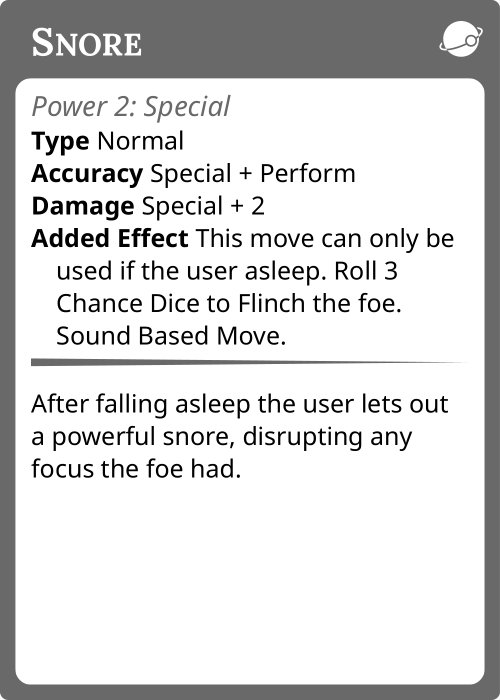 Snore
Power 2: Special
Type Normal
Accuracy Special + Perform
Damage Special + 2
Added Effect This move can only be
used if the user asleep. Roll 3
Chance Dice to Flinch the foe.
Sound Based Move.
After falling asleep the user lets out
a powerful snore, disrupting any
focus the foe had.